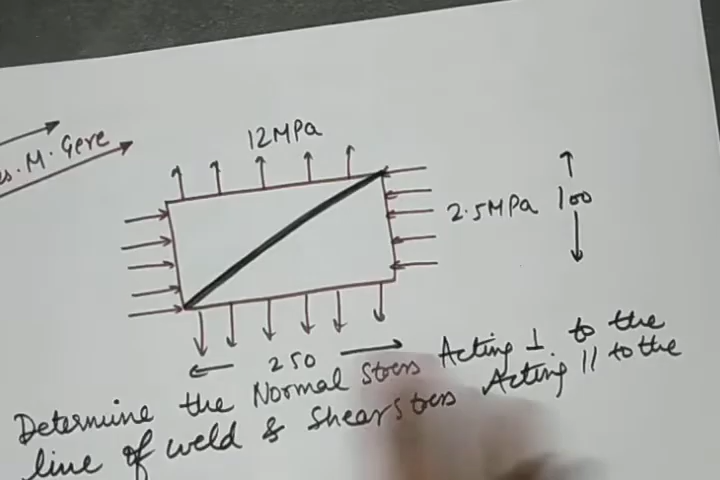 12MPa
s. M. Gere
2.5MPa
100
250
Determine the Normal Stress Acting ⊥ to the
line of weld & Shear Stress Acting // to the